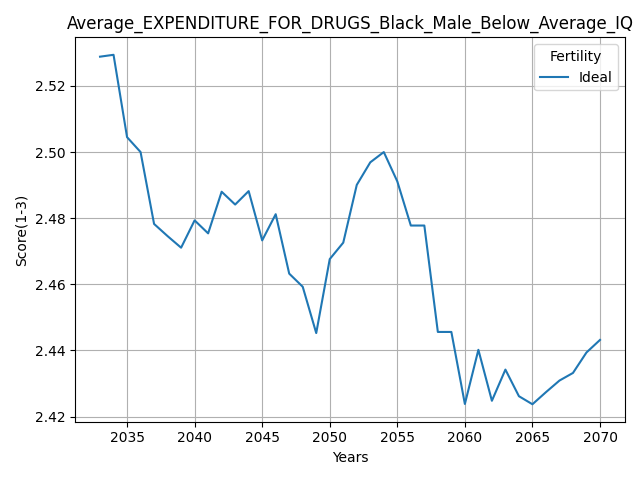 Average_EXPENDITURE_FOR_DRUGS_Black_Male_Below_Average_IQ
Fertility
Ideal
Score(1-3)
2.52
2.50
2.48
2.46
2.44
2.42
2035 2040 2045 2050 2055 2060 2065 2070
Years